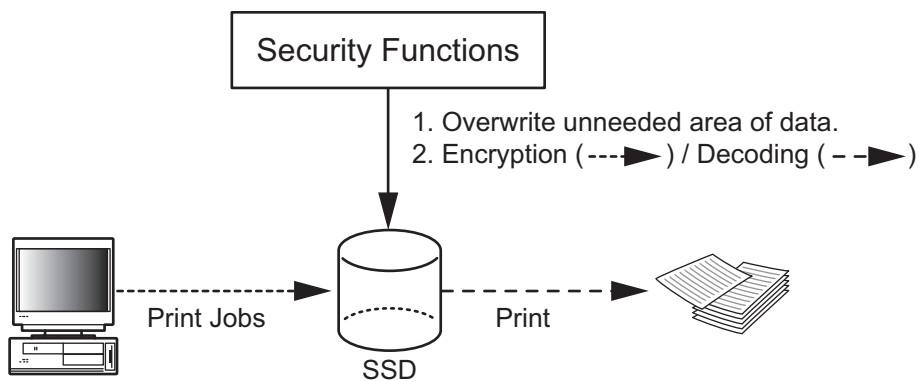 Security Functions
1. Overwrite unneeded area of data.
2. Encryption ( ) / Decoding ( )
Print Jobs
Print
SSD